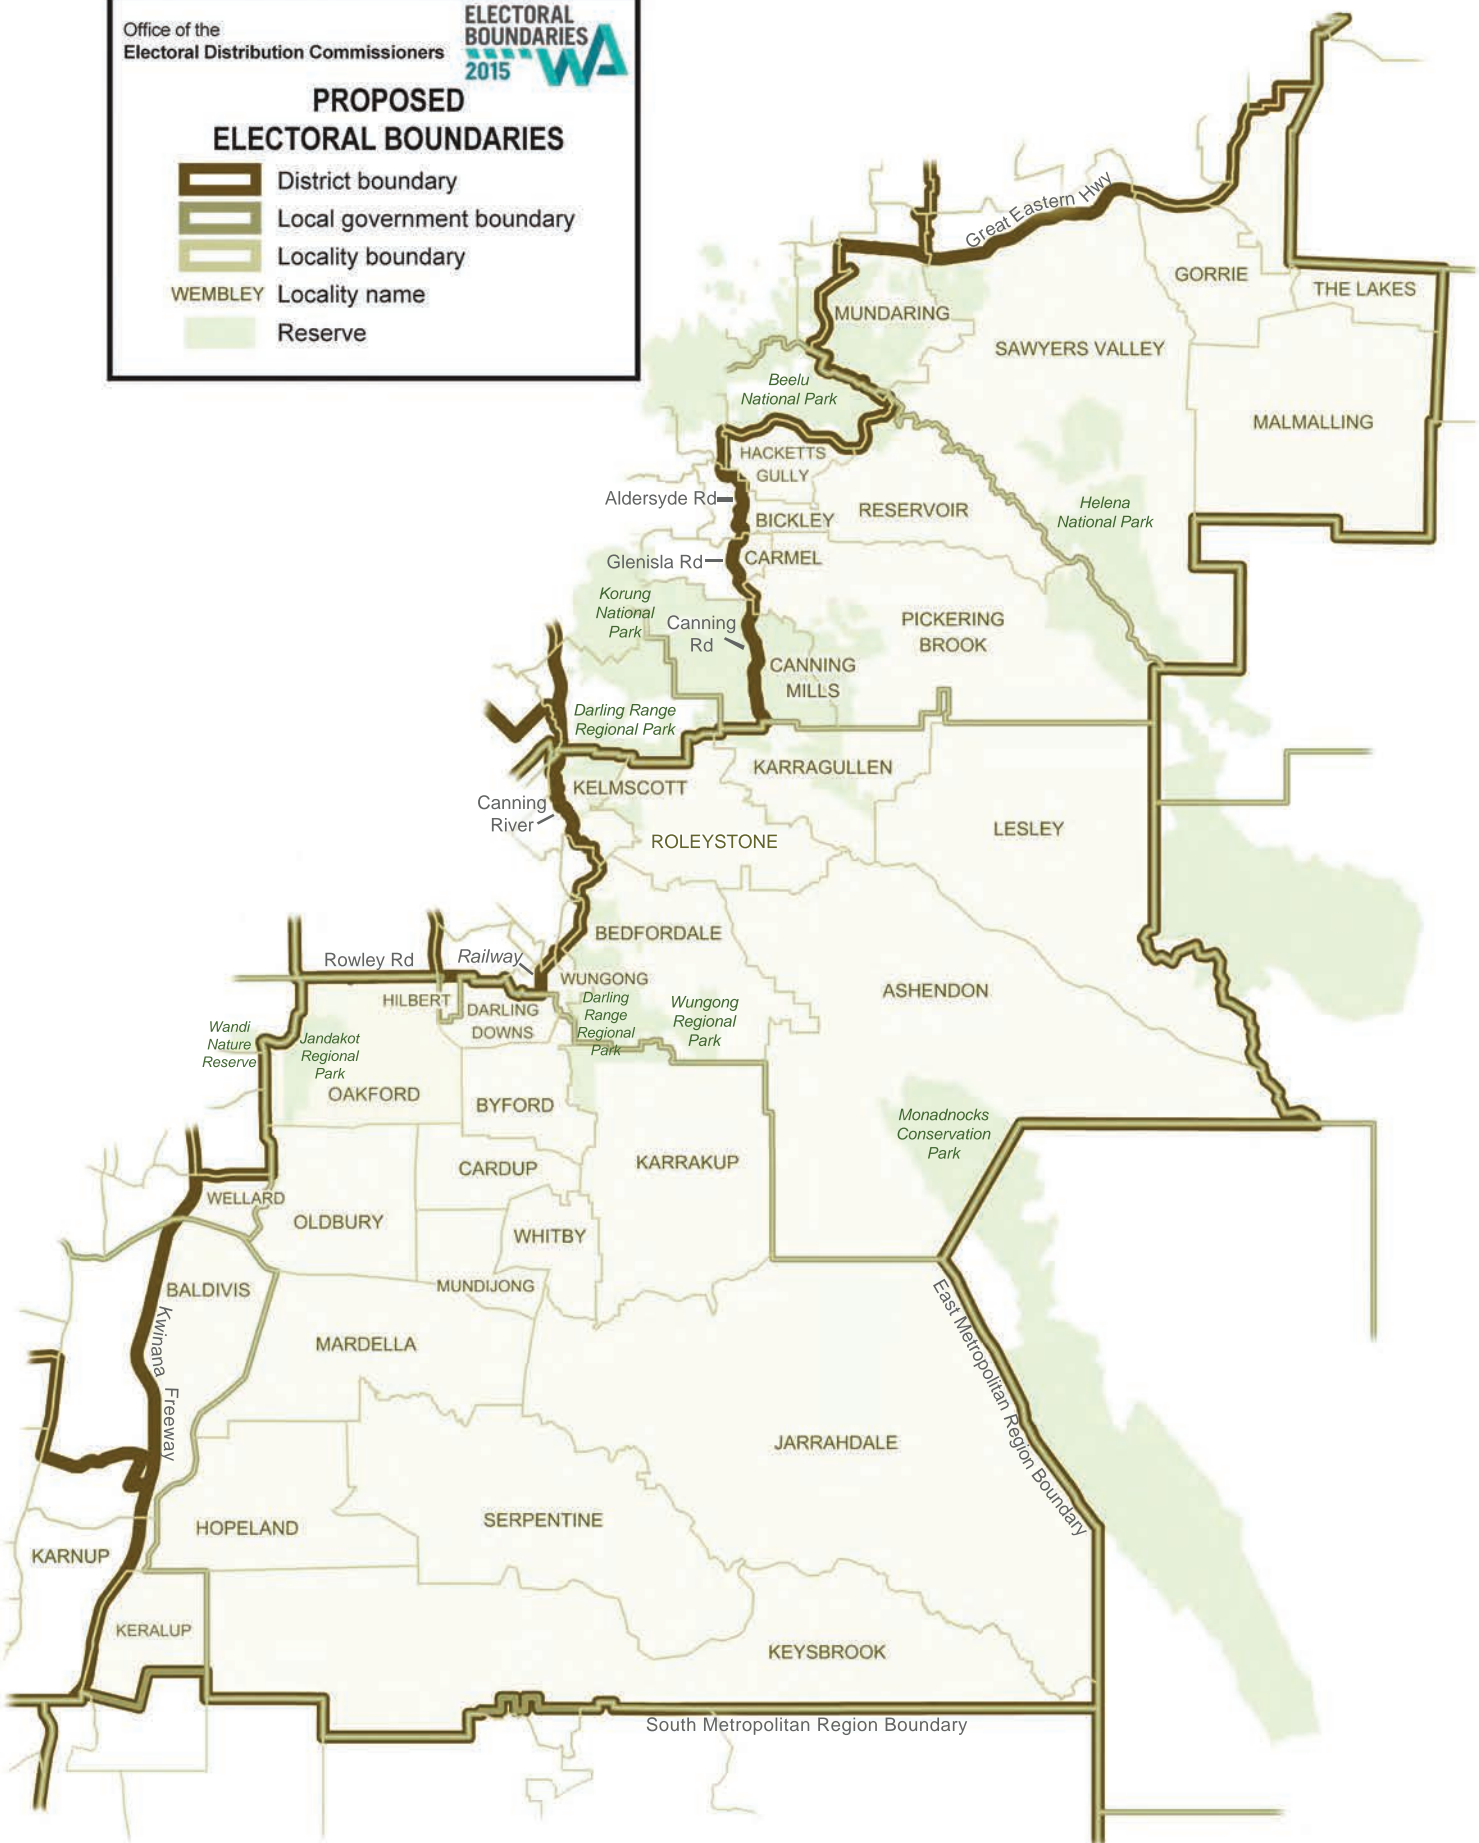 Office of the
Electoral Distribution Commissioners
ELECTORAL
BOUNDARIES
2015 WA
PROPOSED
ELECTORAL BOUNDARIES
District boundary
Local government boundary
Locality boundary
WEMBLEY Locality name
Reserve
Great Eastern Hwy
GORRIE
THE LAKES
MUNDARING
SAWYERS VALLEY
Beelu
National Park
MALMALLING
HACKETTS
GULLY
Aldersyde Rd
RESERVOIR
Helena
National Park
BICKLEY
Glenisla Rd
CARMEL
Korung
National
Park
Canning
Rd
PICKERING
BROOK
CANNING
MILLS
Darling Range
Regional Park
KARRAGULLEN
KELMSCOTT
Canning
River
ROLEYSTONE
LESLEY
BEDFORDALE
Rowley Rd
Railway
WUNGONG
ASHENDON
HILBERT
DARLING
DOWNS
Darling
Range
Regional
Park
Wungong
Regional
Park
Wandi
Nature
Reserve
Jandakot
Regional
Park
OAKFORD
BYFORD
Monadnocks
Conservation
Park
CARDUP
KARRAKUP
WELLARD
OLDBURY
WHITBY
BALDIVIS
MUNDIJONG
Kwinana Freeway
MARDELLA
East Metropolitan Region Boundary
JARRAHDALE
HOPELAND
SERPENTINE
KARNUP
KERALUP
KEYSBROOK
South Metropolitan Region Boundary